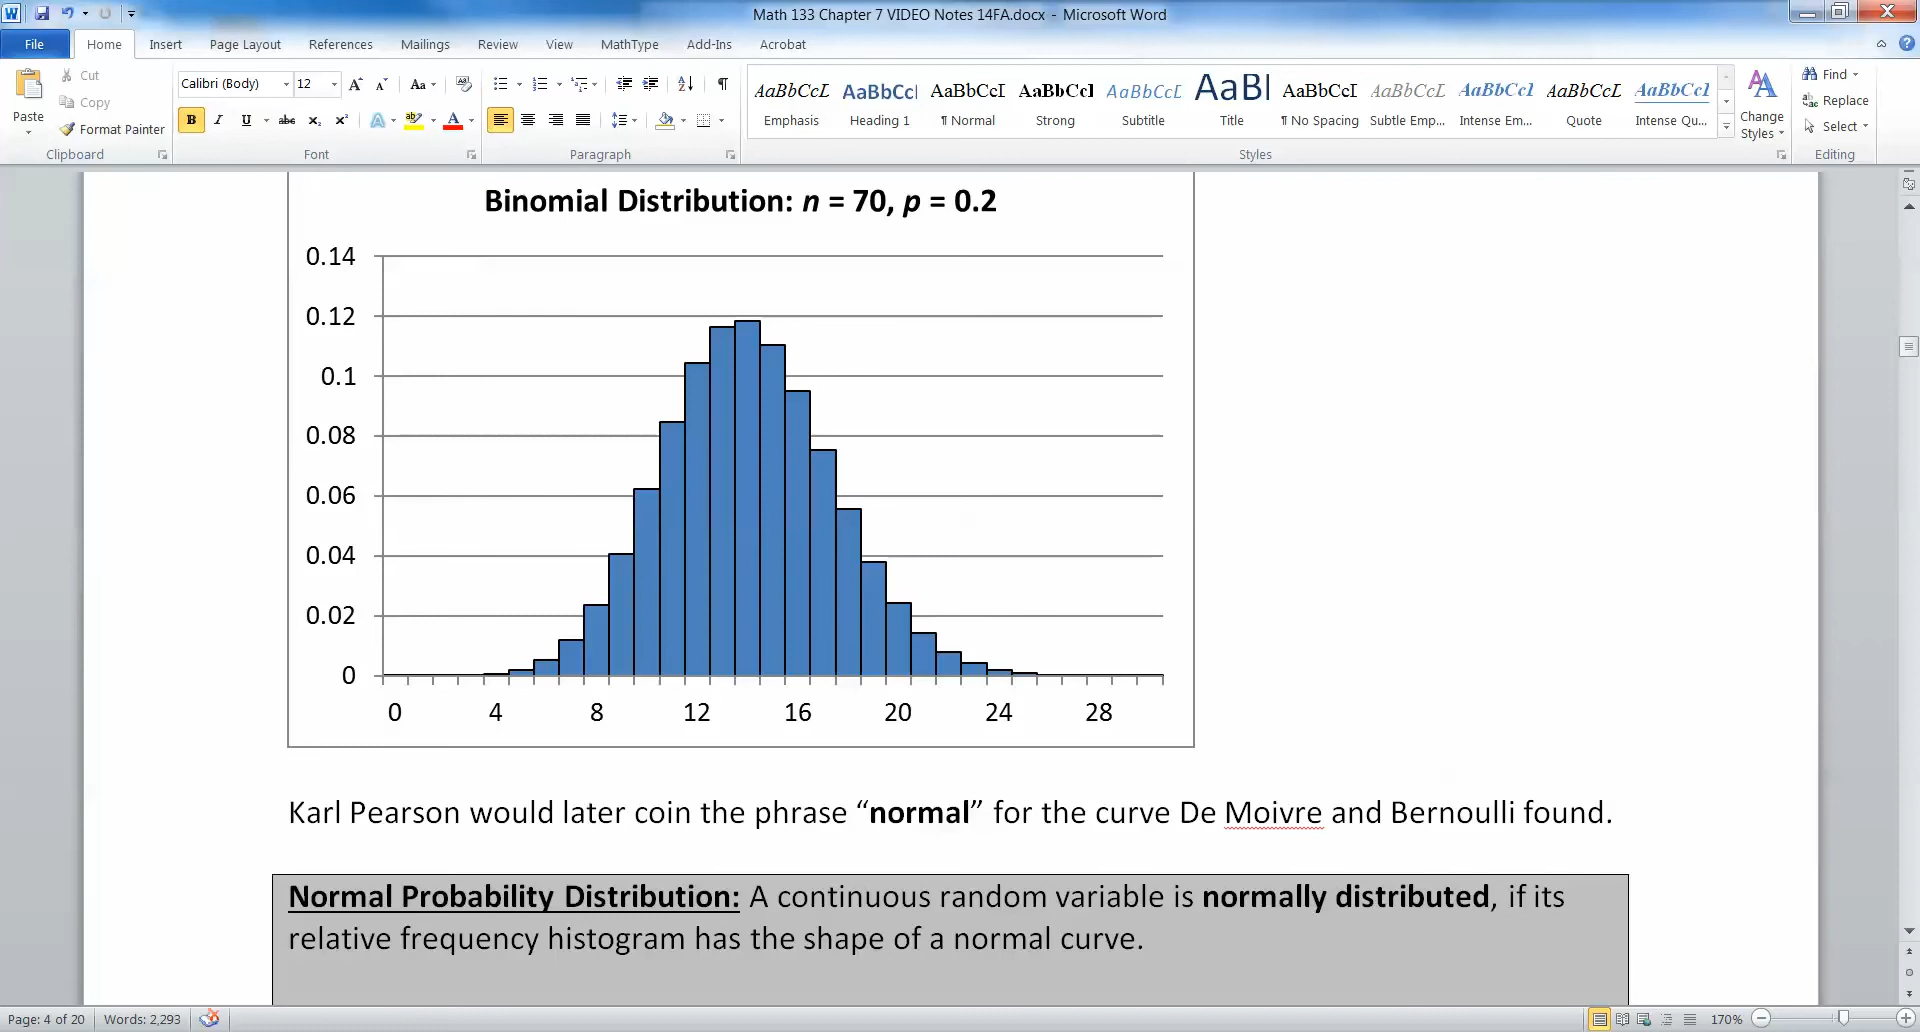 Math 133 Chapter 7 VIDEO Notes 14FA.docx - Microsoft Word
File Home Insert Page Layout References Mailings Review View MathType Add-Ins Acrobat
Paste
Cut
Copy
Format Painter
Clipboard
Calibri (Body) 12
Font
Paragraph
AaBbCcL AaBbCcI AaBbCcI AaBbCcI AaBbCcL AaBI AaBbCcI AaBbCcL AaBbCcI AaBbCcL AaBbCcI
Emphasis Heading 1 ¶ Normal Strong Subtitle Title ¶ No Spacing Subtle Emp... Intense Em... Quote Intense Qu...
Styles
Change
Styles
Find
Replace
Select
Editing
Binomial Distribution: n = 70, p = 0.2
0.14
0.12
0.1
0.08
0.06
0.04
0.02
0
0 4 8 12 16 20 24 28
Karl Pearson would later coin the phrase “normal” for the curve De Moivre and Bernoulli found.
Normal Probability Distribution: A continuous random variable is normally distributed, if its
relative frequency histogram has the shape of a normal curve.
Page: 4 of 20 Words: 2,293 170%